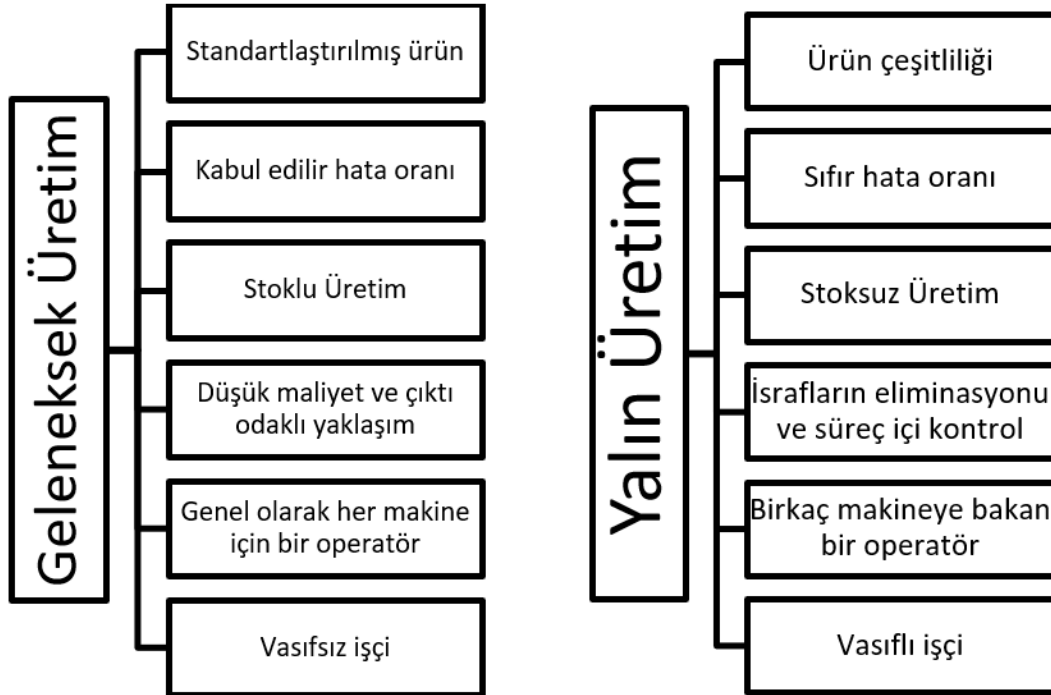 Geleneksek Üretim
Standartlaştırılmış ürün
Kabul edilir hata oranı
Stoklu Üretim
Düşük maliyet ve çıktı
odaklı yaklaşım
Genel olarak her makine
için bir operatör
Vasıfsız işçi
Yalın Üretim
Ürün çeşitliliği
Sıfır hata oranı
Stoksuz Üretim
İsrafların eliminasyonu
ve süreç içi kontrol
Birkaç makineye bakan
bir operatör
Vasıflı işçi